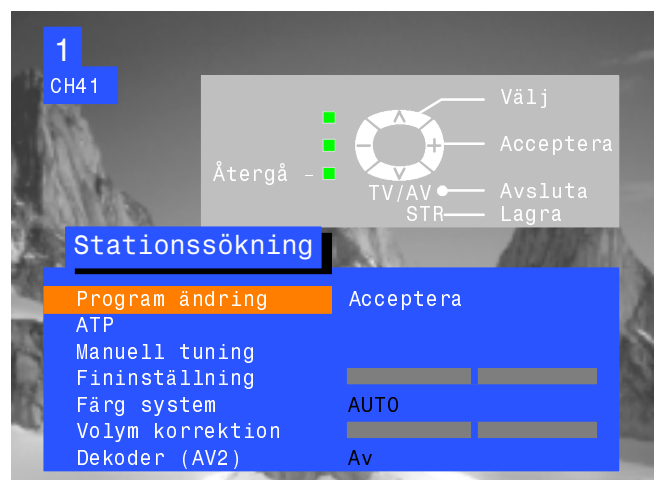 1
CH41
Välj
Acceptera
Återgå
TV/AV Avsluta
STR Lagra
Stationssökning
Program ändring Acceptera
ATP
Manuell tuning
Fininställning
Färg system AUTO
Volym korrektion
Dekoder (AV2) Av